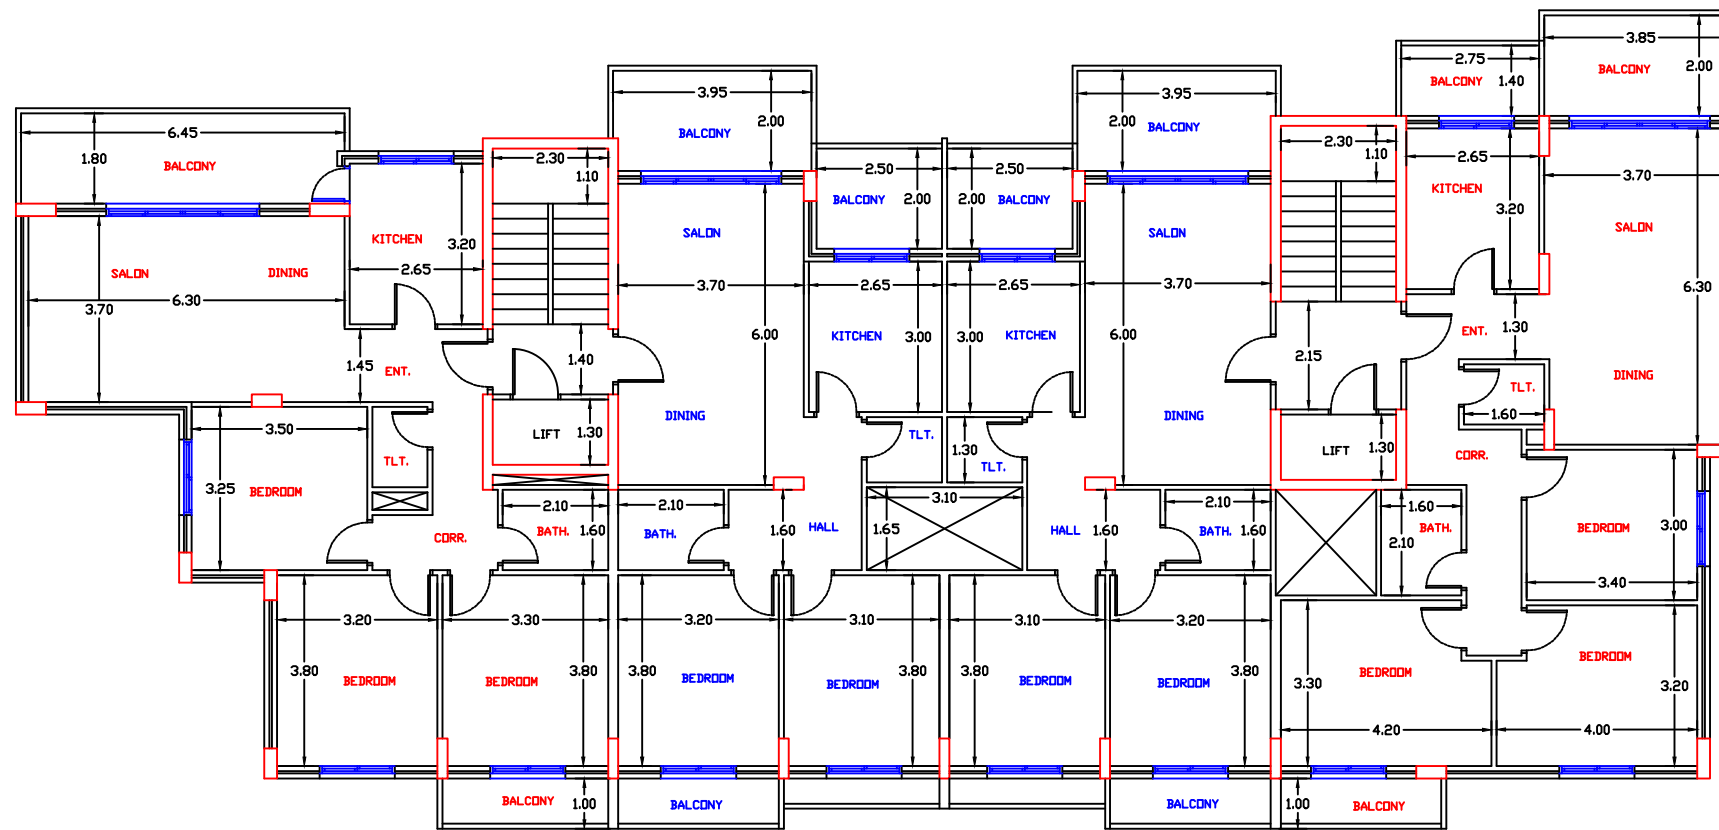 3.85
2.75
BALCONY
2.00
BALCONY
1.40
3.95
3.95
2.00
2.00
6.45
BALCONY
BALCONY
1.80
BALCONY
2.30
1.10
2.30
1.10
2.65
2.50
2.50
3.70
KITCHEN
BALCONY
2.00
2.00
BALCONY
3.20
SALON
SALON
SALON
KITCHEN
3.20
SALON
DINING
2.65
3.70
2.65
2.65
3.70
6.30
6.30
3.70
6.00
KITCHEN
3.00
3.00
KITCHEN
6.00
1.30
ENT.
1.45
1.40
2.15
ENT.
DINING
TLT.
DINING
DINING
1.60
3.50
LIFT
1.30
TLT.
1.30
TLT.
LIFT
1.30
CORR.
TLT.
3.25
BEDROOM
2.10
2.10
3.10
2.10
1.60
BATH.
1.60
BATH.
1.60
HALL
1.65
HALL
1.60
BATH.
1.60
BATH.
2.10
BEDROOM
3.00
CORR.
3.40
3.20
3.30
3.20
3.10
3.10
3.20
BEDROOM
3.80
BEDROOM
3.80
BEDROOM
3.80
BEDROOM
3.80
BEDROOM
3.80
BEDROOM
3.80
BEDROOM
3.30
BEDROOM
3.20
4.20
4.00
BALCONY
1.00
BALCONY
BALCONY
1.00
BALCONY